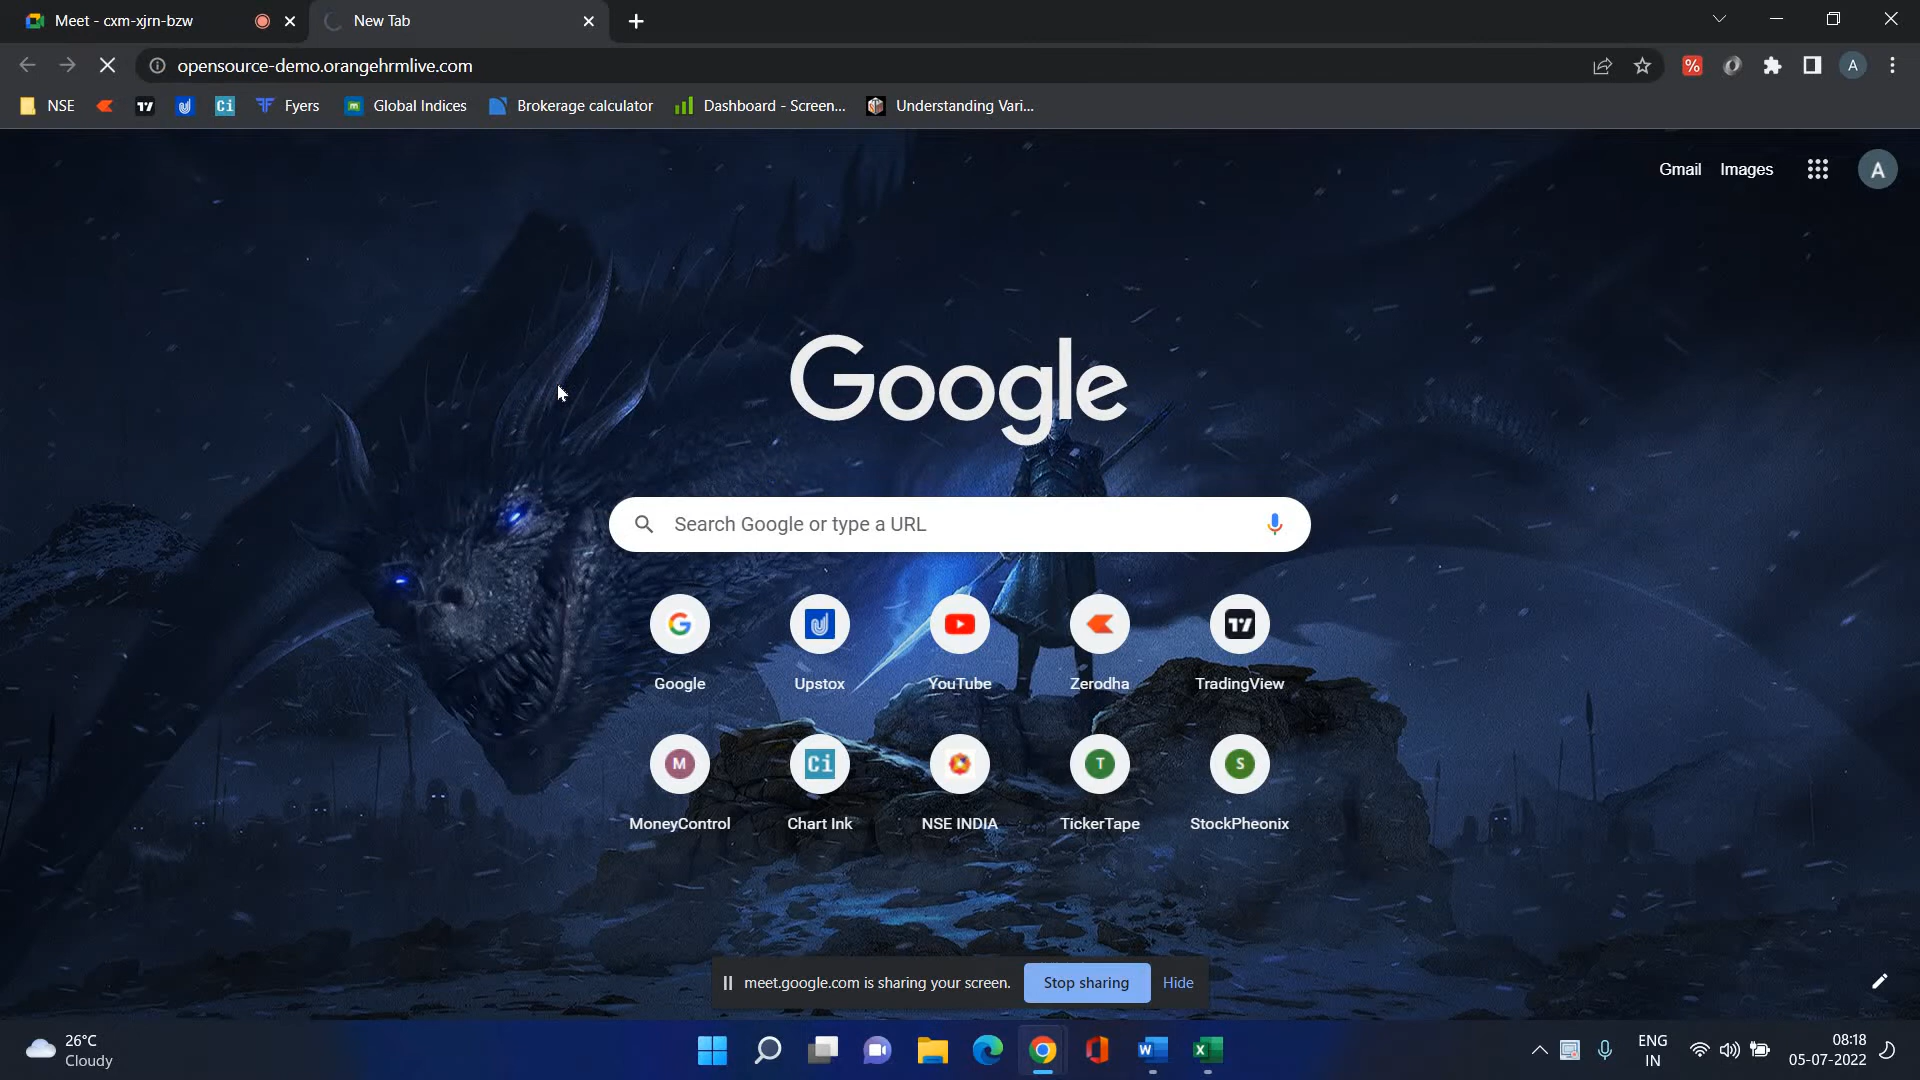 Meet - cxm-xjrn-bzw
New Tab
opensource-demo.orangehrmlive.com
%
A
NSE
Ci
Fyers
Global Indices
Brokerage calculator
Dashboard - Screen...
Understanding Vari...
Gmail
Images
A
Google
Search Google or type a URL
Google
Upstox
YouTube
Zerodha
TradingView
M
Ci
T
S
MoneyControl
Chart Ink
NSE INDIA
TickerTape
StockPheonix
meet.google.com is sharing your screen.
Stop sharing
Hide
26°C
Cloudy
ENG
IN
08:18
05-07-2022